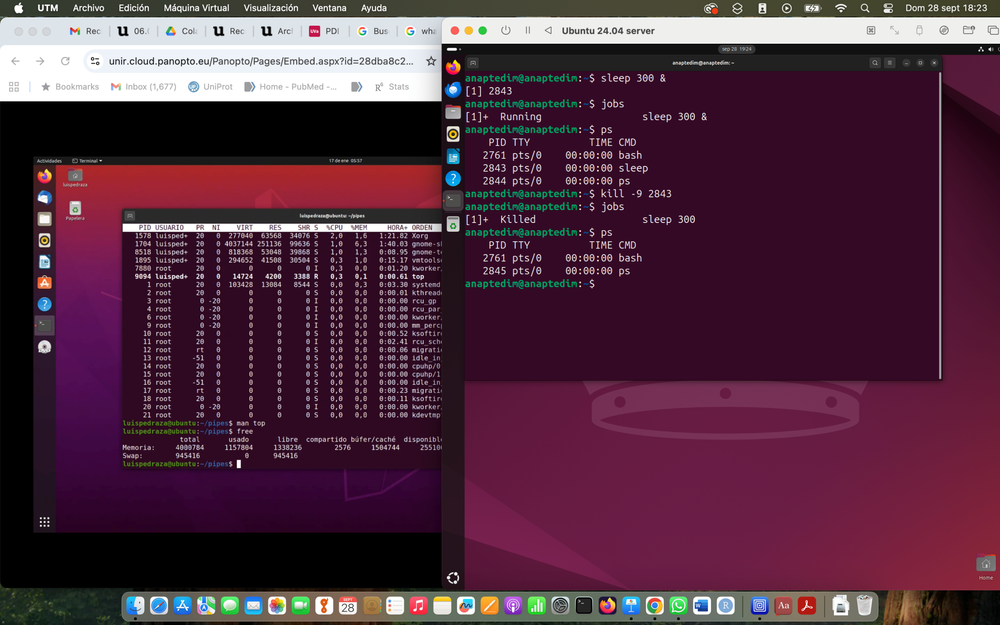 UTM Archivo Edición Máquina Virtual Visualización Ventana Ayuda Dom 28 sept 18:23
Rec 06. Cola Rec Arch UVa PDI Bus wha
unir.cloud.panopto.eu/Panopto/Pages/Embed.aspx?id=28dba8c2...
Bookmarks Inbox (1,677) UniProt Home - PubMed -... Stats
Actividades Terminal 17 de ene 05:57
luispedraza
Papelera
luispedraza@ubuntu: ~/pipes
PID USUARIO PR NI VIRT RES SHR S %CPU %MEM HORA+ ORDEN
1578 luisped+ 20 0 277040 63568 34076 S 2,0 1,6 1:21.82 Xorg
1704 luisped+ 20 0 4037144 251136 99636 S 1,0 6,3 1:40.03 gnome-sh
8518 luisped+ 20 0 818368 53048 39868 S 1,0 1,3 0:08.95 gnome-te
1895 luisped+ 20 0 294652 41508 30504 S 0,3 1,0 0:15.17 vmtoolsd
7880 root 20 0 0 0 0 I 0,3 0,0 0:01.20 kworker/
9094 luisped+ 20 0 14724 4200 3388 R 0,3 0,1 0:00.61 top
1 root 20 0 103428 13084 8544 S 0,0 0,3 0:03.30 systemd
2 root 20 0 0 0 0 S 0,0 0,0 0:00.01 kthreadd
3 root 0 -20 0 0 0 I 0,0 0,0 0:00.00 rcu_gp
4 root 0 -20 0 0 0 I 0,0 0,0 0:00.00 rcu_par_
6 root 0 -20 0 0 0 I 0,0 0,0 0:00.00 kworker/
9 root 0 -20 0 0 0 I 0,0 0,0 0:00.00 mm_percp
10 root 20 0 0 0 0 S 0,0 0,0 0:00.52 ksoftirq
11 root 20 0 0 0 0 I 0,0 0,0 0:02.41 rcu_sche
12 root rt 0 0 0 0 S 0,0 0,0 0:00.06 migratio
13 root -51 0 0 0 0 S 0,0 0,0 0:00.00 idle_inj
14 root 20 0 0 0 0 S 0,0 0,0 0:00.00 cpuhp/0
15 root 20 0 0 0 0 S 0,0 0,0 0:00.00 cpuhp/1
16 root -51 0 0 0 0 S 0,0 0,0 0:00.00 idle_inj
17 root rt 0 0 0 0 S 0,0 0,0 0:00.23 migratio
18 root 20 0 0 0 0 S 0,0 0,0 0:00.11 ksoftirq
20 root 0 -20 0 0 0 I 0,0 0,0 0:00.00 kworker/
21 root 20 0 0 0 0 S 0,0 0,0 0:00.00 kdevtmpf
luispedraza@ubuntu:~/pipes$ man top
luispedraza@ubuntu:~/pipes$ free
total usado libre compartido búfer/caché disponible
Memoria: 4000784 1157804 1338236 2576 1504744 255100
Swap: 945416 0 945416
luispedraza@ubuntu:~/pipes$
Ubuntu 24.04 server
sep 28 19:24
anaptedim@anaptedim: ~
anaptedim@anaptedim:~$ sleep 300 &
[1] 2843
anaptedim@anaptedim:~$ jobs
[1]+ Running sleep 300 &
anaptedim@anaptedim:~$ ps
PID TTY TIME CMD
2761 pts/0 00:00:00 bash
2843 pts/0 00:00:00 sleep
2844 pts/0 00:00:00 ps
anaptedim@anaptedim:~$ kill -9 2843
anaptedim@anaptedim:~$ jobs
[1]+ Killed sleep 300
anaptedim@anaptedim:~$ ps
PID TTY TIME CMD
2761 pts/0 00:00:00 bash
2845 pts/0 00:00:00 ps
anaptedim@anaptedim:~$
Home
SEPT
28
Aa